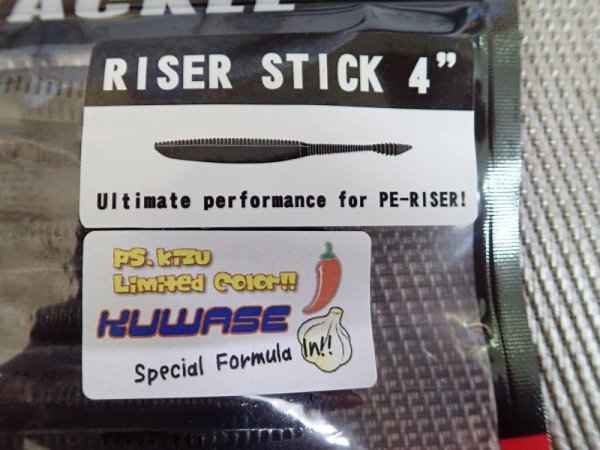 RISER STICK 4"
Ultimate performance for PE-RISER!
PS.KIZU
Limited Color!!
KUWASE
Special Formula In!!